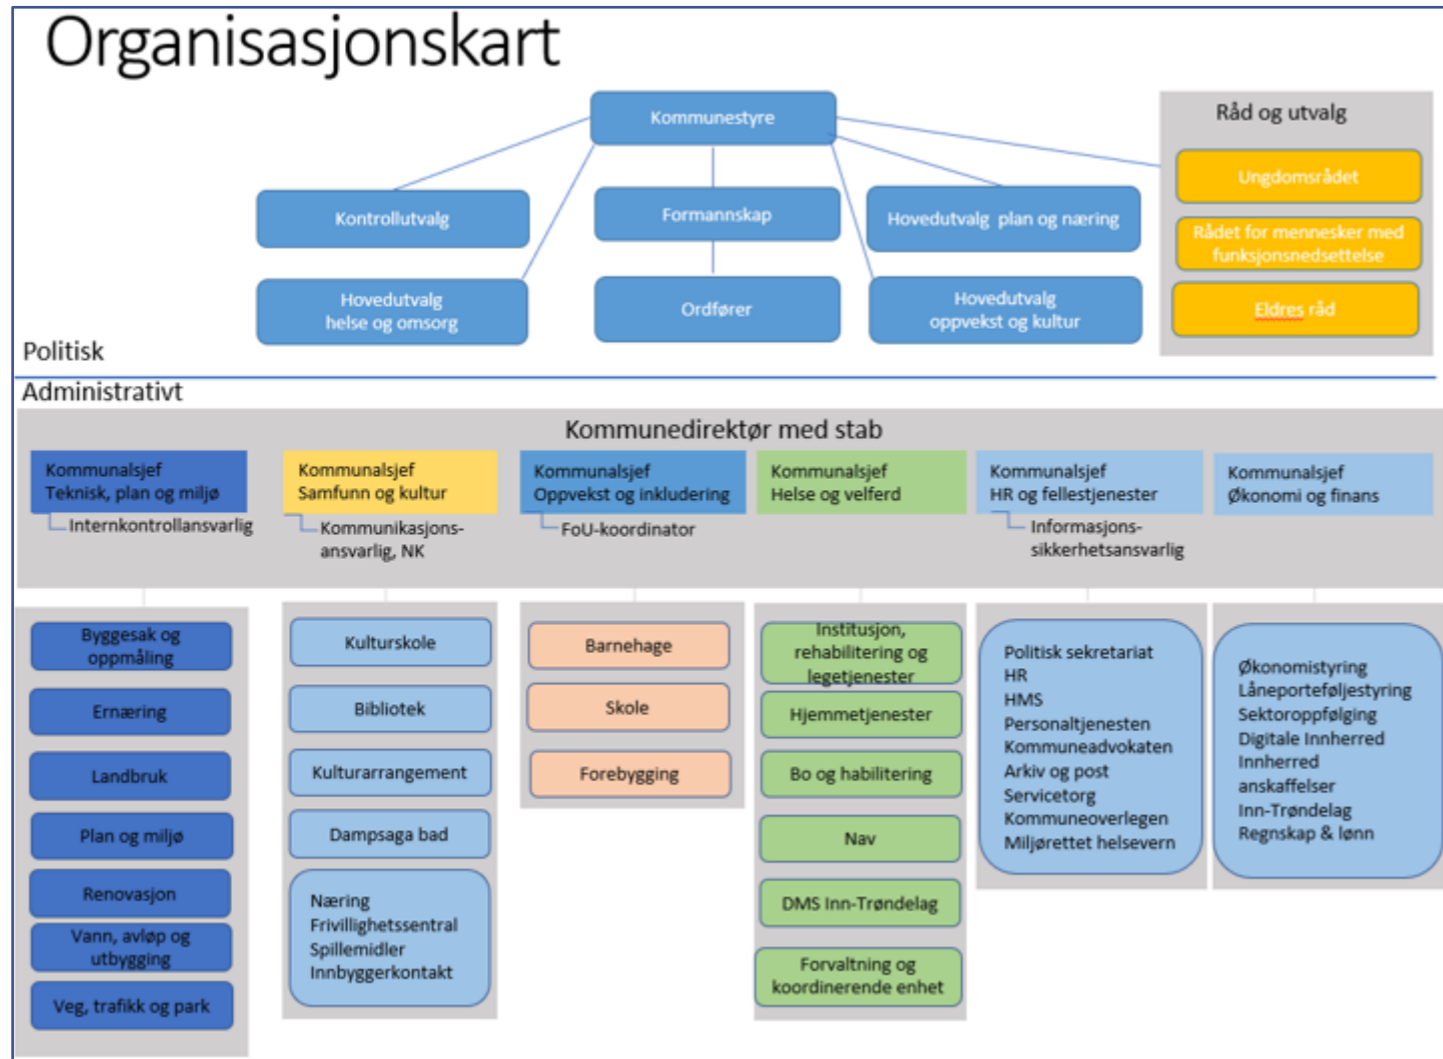 Organisasjonskart
Kommunestyre
Kontrollutvalg
Formannskap
Hovedutvalg plan og næring
Hovedutvalg
helse og omsorg
Ordfører
Hovedutvalg
oppvekst og kultur
Råd og utvalg
Ungdomsrådet
Rådet for mennesker med
funksjonsnedsettelse
Eldres råd
Politisk
Administrativt
Kommunedirektør med stab
Kommunalsjef
Teknisk, plan og miljø
Internkontrollansvarlig
Kommunalsjef
Samfunn og kultur
Kommunikasjons-
ansvarlig, NK
Kommunalsjef
Oppvekst og inkludering
FoU-koordinator
Kommunalsjef
Helse og velferd
Kommunalsjef
HR og fellestjenester
Informasjons-
sikkerhetsansvarlig
Kommunalsjef
Økonomi og finans
Byggesak og
oppmåling
Ernæring
Landbruk
Plan og miljø
Renovasjon
Vann, avløp og
utbygging
Veg, trafikk og park
Kulturskole
Bibliotek
Kulturarrangement
Dampsaga bad
Næring
Frivillighetssentral
Spillemidler
Innbyggerkontakt
Barnehage
Skole
Forebygging
Institusjon,
rehabilitering og
legetjenester
Hjemmetjenester
Bo og habilitering
Nav
DMS Inn-Trøndelag
Forvaltning og
koordinerende enhet
Politisk sekretariat
HR
HMS
Personaltjenesten
Kommuneadvokaten
Arkiv og post
Servicetorg
Kommuneoverlegen
Miljørettet helsevern
Økonomistyring
Låneporteføljestyring
Sektoroppfølging
Digitale Innherred
Innherred
anskaffelser
Inn-Trøndelag
Regnskap & lønn